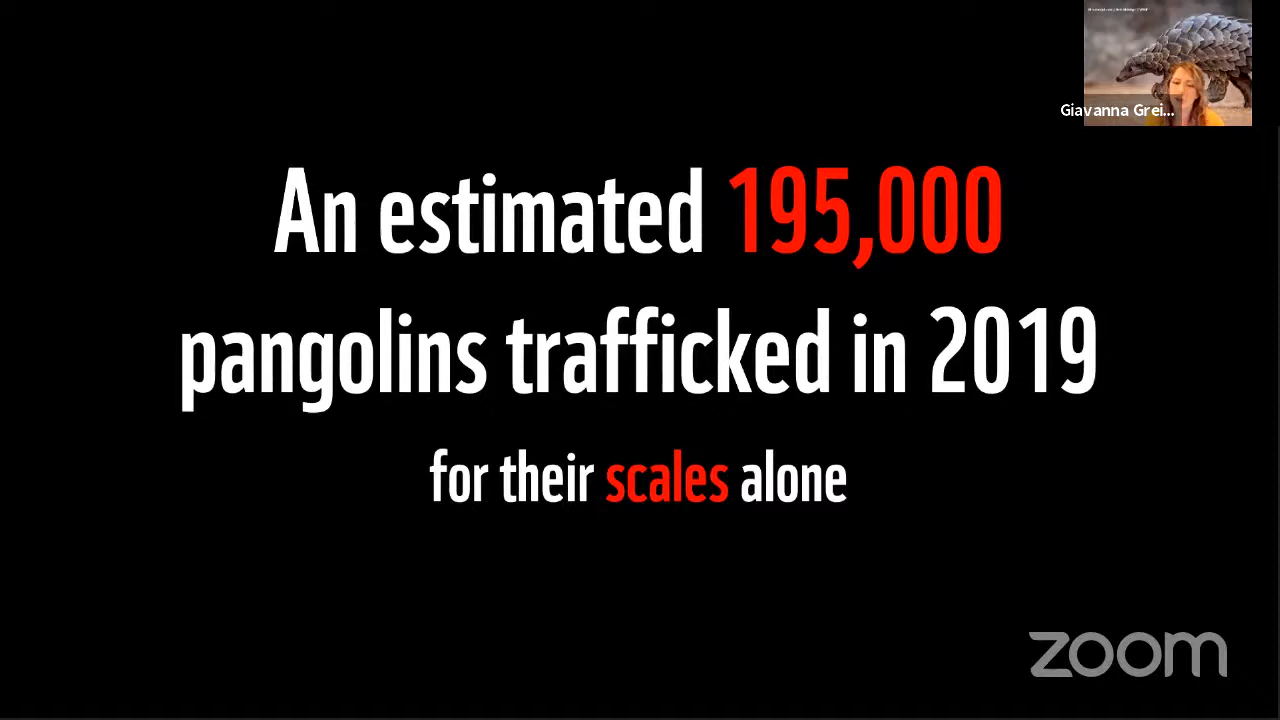 Giavanna Grei...
An estimated 195,000
pangolins trafficked in 2019
for their scales alone
zoom